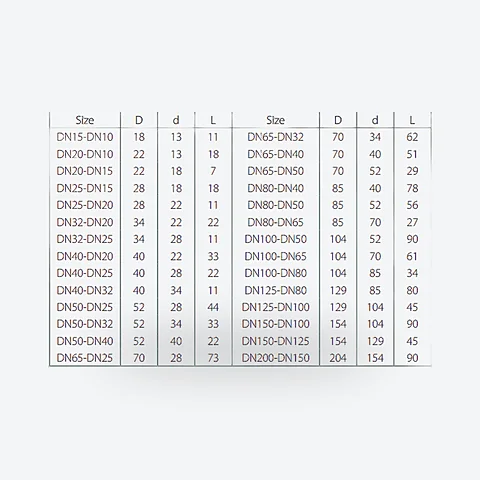 Size D d L Size D d L
DN15-DN10 18 13 11 DN65-DN32 70 34 62
DN20-DN10 22 13 18 DN65-DN40 70 40 51
DN20-DN15 22 18 7 DN65-DN50 70 52 29
DN25-DN15 28 18 18 DN80-DN40 85 40 78
DN25-DN20 28 22 11 DN80-DN50 85 52 56
DN32-DN20 34 22 22 DN80-DN65 85 70 27
DN32-DN25 34 28 11 DN100-DN50 104 52 90
DN40-DN20 40 22 33 DN100-DN65 104 70 61
DN40-DN25 40 28 22 DN100-DN80 104 85 34
DN40-DN32 40 34 11 DN125-DN80 129 85 80
DN50-DN25 52 28 44 DN125-DN100 129 104 45
DN50-DN32 52 34 33 DN150-DN100 154 104 90
DN50-DN40 52 40 22 DN150-DN125 154 129 45
DN65-DN25 70 28 73 DN200-DN150 204 154 90